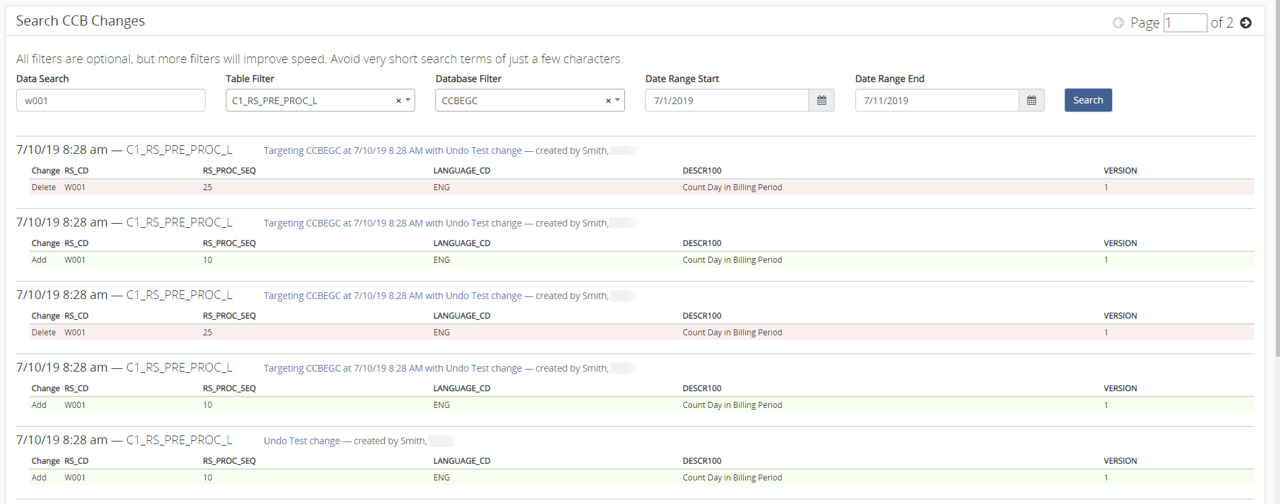 Search CCB Changes Page 1 of 2
All filters are optional, but more filters will improve speed. Avoid very short search terms of just a few characters.
Data Search Table Filter Database Filter Date Range Start Date Range End
w001 C1_RS_PRE_PROC_L × CCBEGC × 7/1/2019 7/11/2019 Search
7/10/19 8:28 am — C1_RS_PRE_PROC_L Targeting CCBEGC at 7/10/19 8:28 AM with Undo Test change — created by Smith,
Change RS_CD RS_PROC_SEQ LANGUAGE_CD DESCR100 VERSION
Delete W001 25 ENG Count Day in Billing Period 1
7/10/19 8:28 am — C1_RS_PRE_PROC_L Targeting CCBEGC at 7/10/19 8:28 AM with Undo Test change — created by Smith,
Change RS_CD RS_PROC_SEQ LANGUAGE_CD DESCR100 VERSION
Add W001 10 ENG Count Day in Billing Period 1
7/10/19 8:28 am — C1_RS_PRE_PROC_L Targeting CCBEGC at 7/10/19 8:28 AM with Undo Test change — created by Smith,
Change RS_CD RS_PROC_SEQ LANGUAGE_CD DESCR100 VERSION
Delete W001 25 ENG Count Day in Billing Period 1
7/10/19 8:28 am — C1_RS_PRE_PROC_L Targeting CCBEGC at 7/10/19 8:28 AM with Undo Test change — created by Smith,
Change RS_CD RS_PROC_SEQ LANGUAGE_CD DESCR100 VERSION
Add W001 10 ENG Count Day in Billing Period 1
7/10/19 8:28 am — C1_RS_PRE_PROC_L Undo Test change — created by Smith,
Change RS_CD RS_PROC_SEQ LANGUAGE_CD DESCR100 VERSION
Add W001 10 ENG Count Day in Billing Period 1